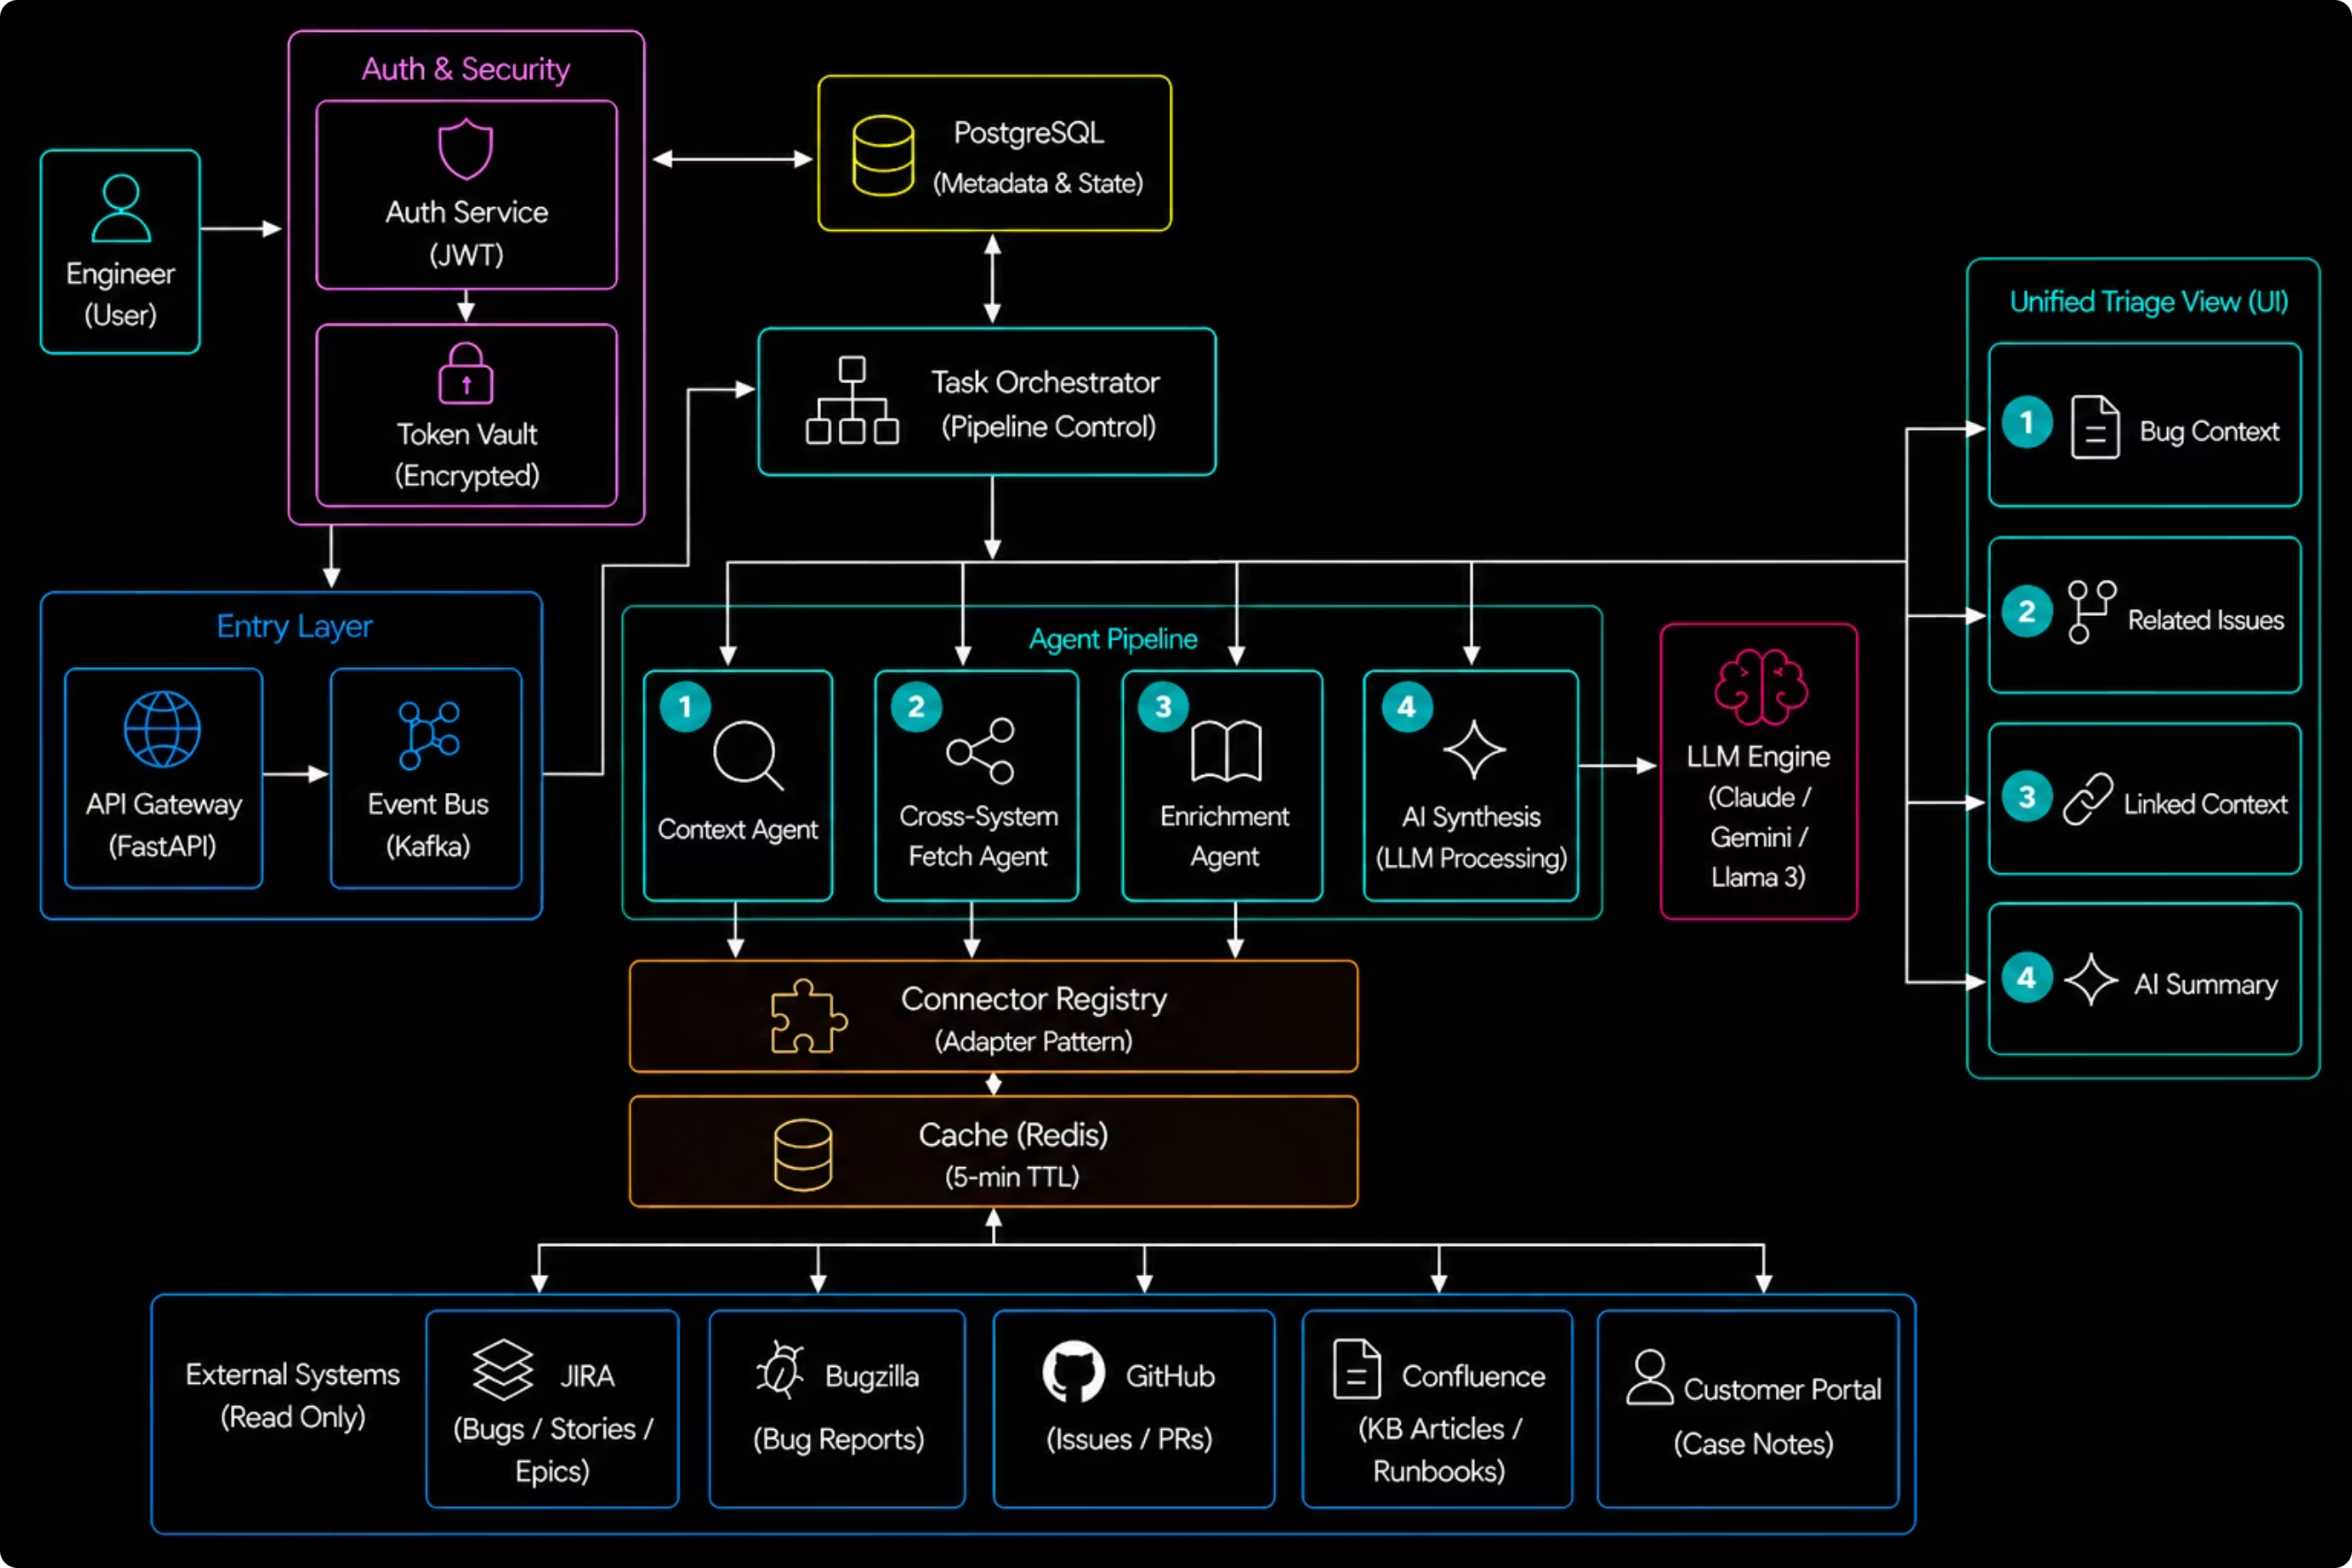 Auth & Security
Auth Service
(JWT)
Token Vault
(Encrypted)
Engineer
(User)
PostgreSQL
(Metadata & State)
Task Orchestrator
(Pipeline Control)
Entry Layer
API Gateway
(FastAPI)
Event Bus
(Kafka)
Agent Pipeline
1
Context Agent
2
Cross-System
Fetch Agent
3
Enrichment
Agent
4
AI Synthesis
(LLM Processing)
LLM Engine
(Claude /
Gemini /
Llama 3)
Unified Triage View (UI)
1
Bug Context
2
Related Issues
3
Linked Context
4
AI Summary
Connector Registry
(Adapter Pattern)
Cache (Redis)
(5-min TTL)
External Systems
(Read Only)
JIRA
(Bugs / Stories /
Epics)
Bugzilla
(Bug Reports)
GitHub
(Issues / PRs)
Confluence
(KB Articles /
Runbooks)
Customer Portal
(Case Notes)